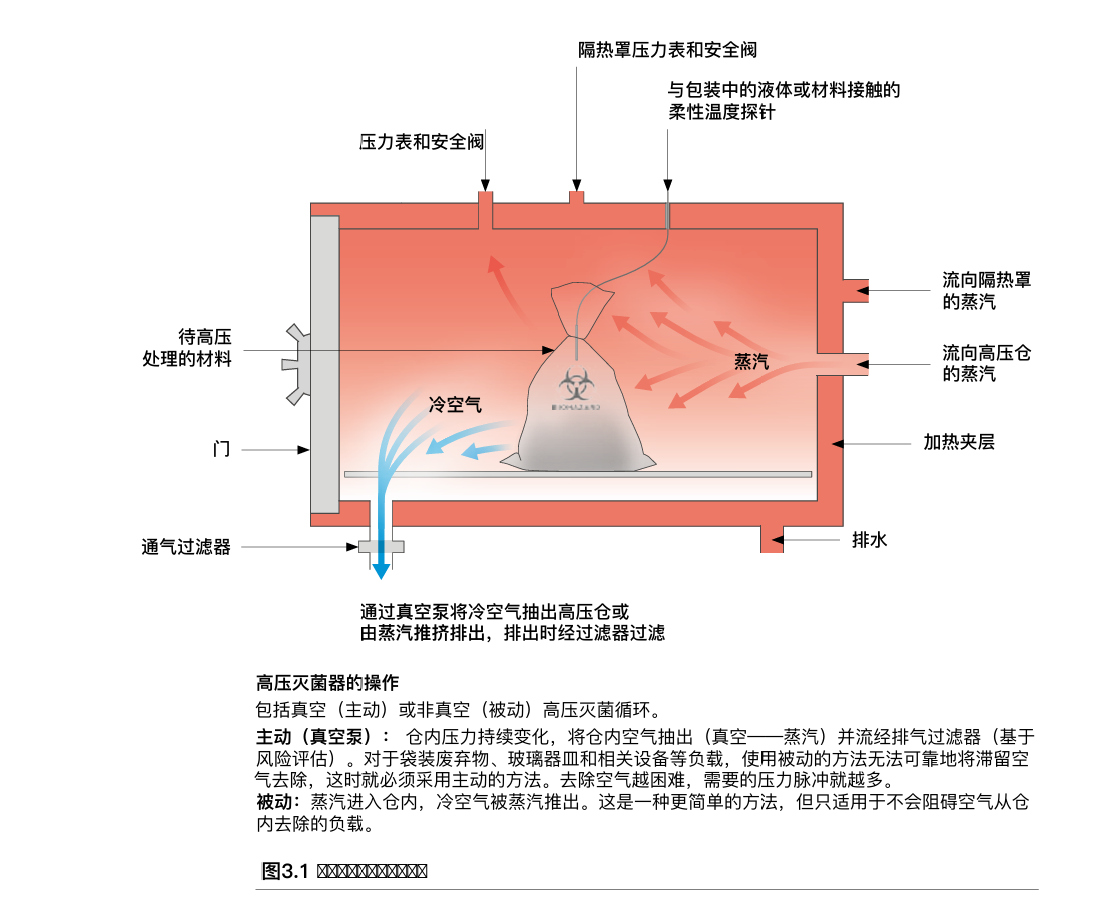 隔热罩压力表和安全阀
与包装中的液体或材料接触的
柔性温度探针
压力表和安全阀
流向隔热罩
的蒸汽
待高压
处理的材料
流向高压仓
的蒸汽
蒸汽
冷空气
BIOHAZARD
门
加热夹层
通气过滤器
排水
通过真空泵将冷空气抽出高压仓或
由蒸汽推挤排出，排出时经过滤器过滤
高压灭菌器的操作
包括真空（主动）或非真空（被动）高压灭菌循环。
主动（真空泵）： 仓内压力持续变化，将仓内空气抽出（真空——蒸汽）并流经排气过滤器（基于
风险评估）。对于袋装废弃物、玻璃器皿和相关设备等负载，使用被动的方法无法可靠地将滞留空
气去除，这时就必须采用主动的方法。去除空气越困难，需要的压力脉冲就越多。
被动：蒸汽进入仓内，冷空气被蒸汽推出。这是一种更简单的方法，但只适用于不会阻碍空气从仓
内去除的负载。
图3.1